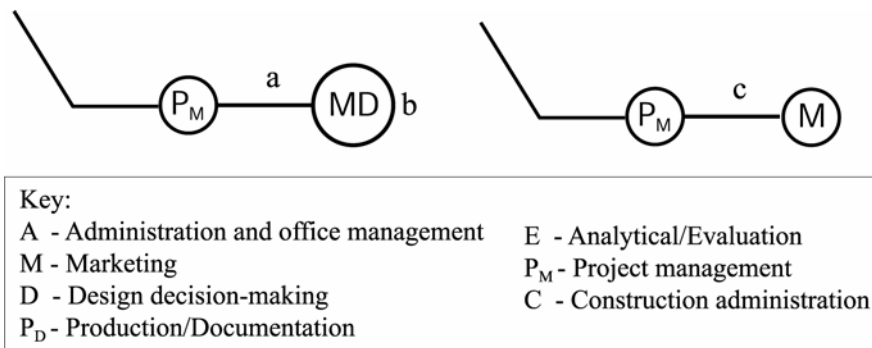 a
P_M MD b
c
P_M M
Key:
A - Administration and office management
M - Marketing
D - Design decision-making
P_D - Production/Documentation
E - Analytical/Evaluation
P_M - Project management
C - Construction administration